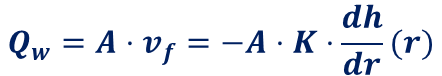 Q_w = A · v_f = −A · K · dh/dr (r)